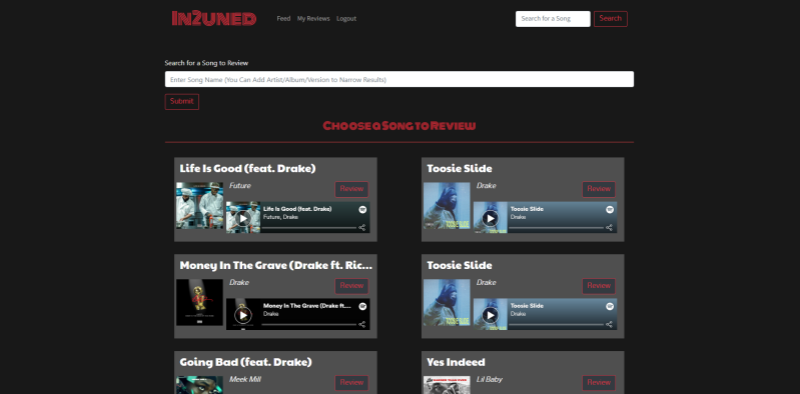 In2uned
Feed My Reviews Logout
Search for a Song Search
Search for a Song to Review
Enter Song Name (You Can Add Artist/Album/Version to Narrow Results)
Submit
Choose a Song to Review
Life Is Good (feat. Drake)
Future
Review
Life Is Good (feat. Drake)
Future, Drake
Toosie Slide
Drake
Review
Toosie Slide
Drake
Money In The Grave (Drake ft. Ric...
Drake
Review
Money In The Grave (Drake ft....
Drake
Toosie Slide
Drake
Review
Toosie Slide
Drake
Going Bad (feat. Drake)
Meek Mill
Review
Yes Indeed
Lil Baby
Review